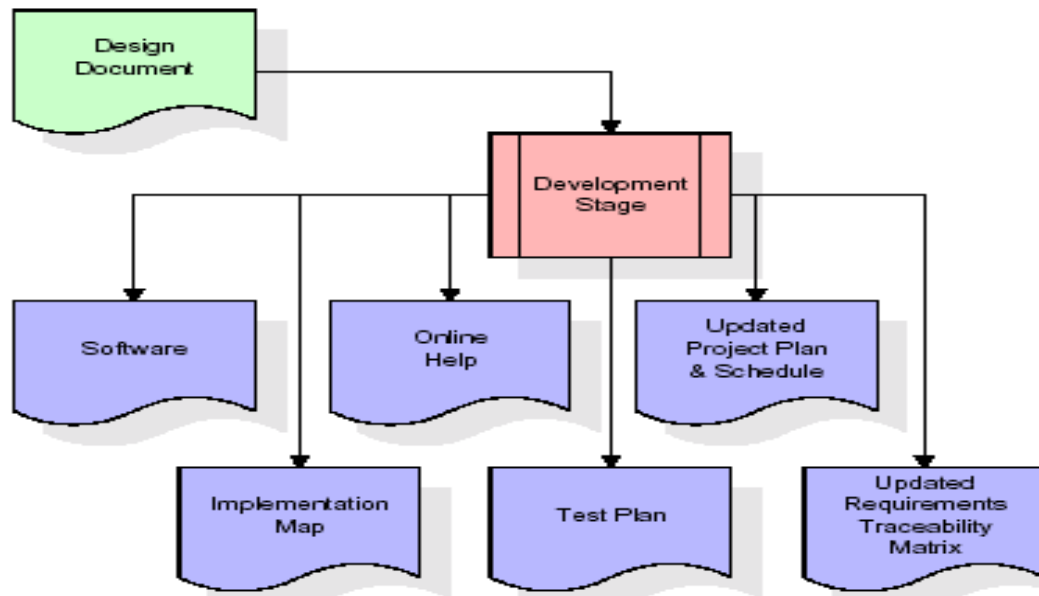 Design
Document
Development
Stage
Software
Online
Help
Updated
Project Plan
& Schedule
Implementation
Map
Test Plan
Updated
Requirements
Traceability
Matrix